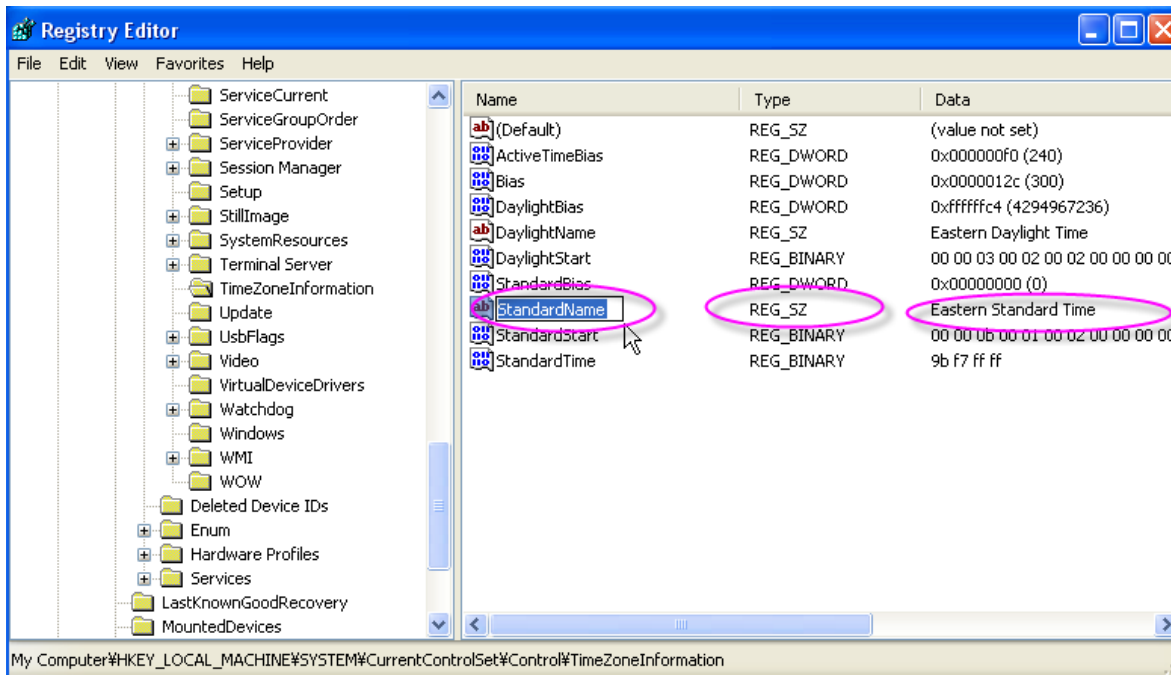 Registry Editor
File Edit View Favorites Help
ServiceCurrent
ServiceGroupOrder
ServiceProvider
Session Manager
Setup
StillImage
SystemResources
Terminal Server
TimeZoneInformation
Update
UsbFlags
Video
VirtualDeviceDrivers
Watchdog
Windows
WMI
WOW
Deleted Device IDs
Enum
Hardware Profiles
Services
LastKnownGoodRecovery
MountedDevices
Name Type Data
(Default) REG_SZ (value not set)
ActiveTimeBias REG_DWORD 0x000000f0 (240)
Bias REG_DWORD 0x0000012c (300)
DaylightBias REG_DWORD 0xffffffc4 (4294967236)
DaylightName REG_SZ Eastern Daylight Time
DaylightStart REG_BINARY 00 00 03 00 02 00 02 00 00 00 00
StandardBias REG_DWORD 0x00000000 (0)
StandardName REG_SZ Eastern Standard Time
StandardStart REG_BINARY 00 00 0b 00 01 00 02 00 00 00 00
StandardTime REG_BINARY 9b f7 ff ff
My Computer¥HKEY_LOCAL_MACHINE¥SYSTEM¥CurrentControlSet¥Control¥TimeZoneInformation